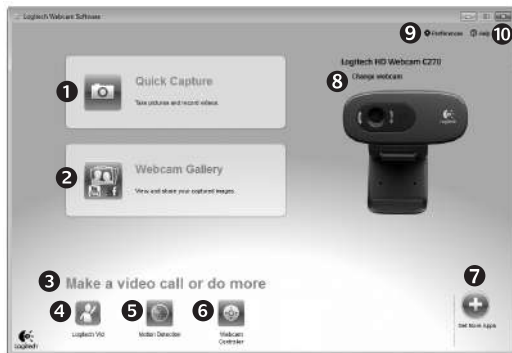 Logitech Webcam Software
9 Preferences Help 10
Logitech HD Webcam C270
8 Change webcam
1 Quick Capture
Take pictures and record videos.
2 Webcam Gallery
View and share your captured images.
3 Make a video call or do more
4 5 6 7
Logitech Vid
Motion Detection
Webcam
Controller
Get More Apps
Logitech
Logitech